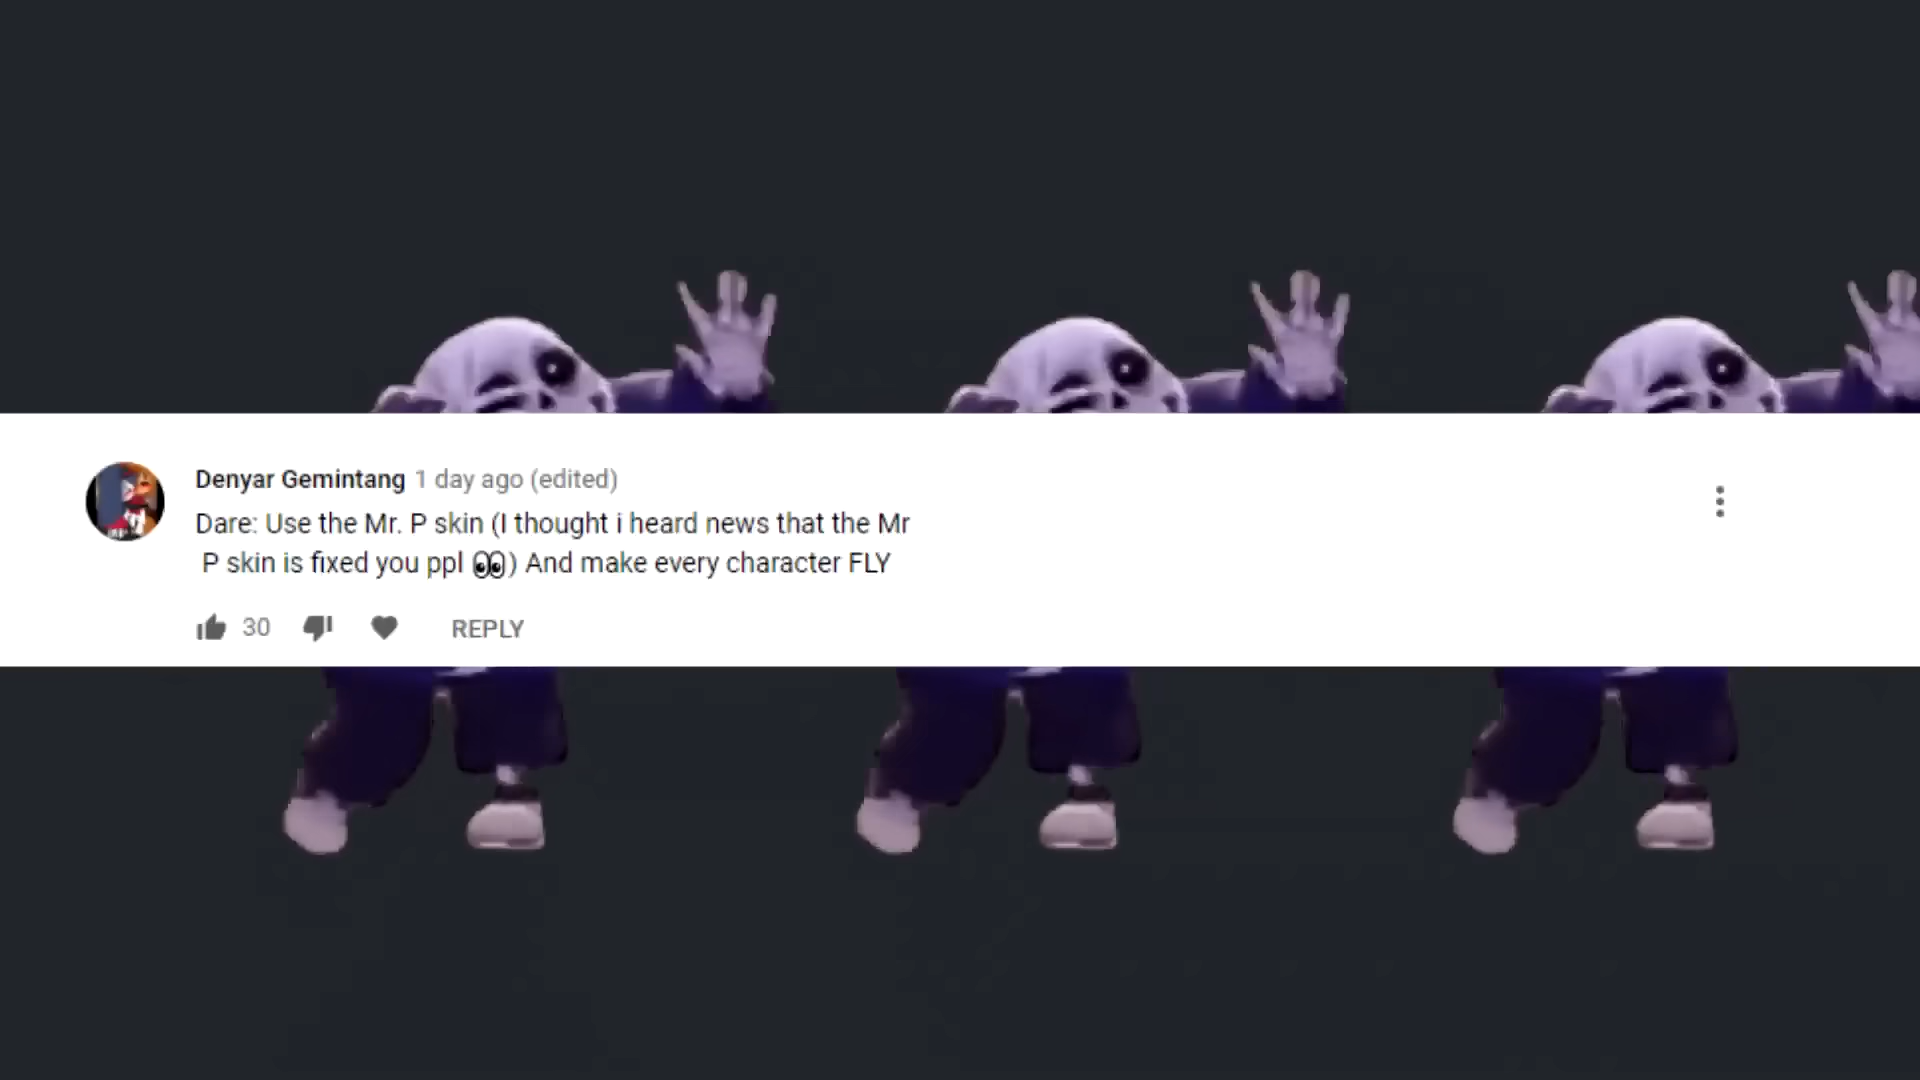 Denyar Gemintang 1 day ago (edited)
Dare: Use the Mr. P skin (I thought i heard news that the Mr
P skin is fixed you ppl 👀) And make every character FLY
30 REPLY